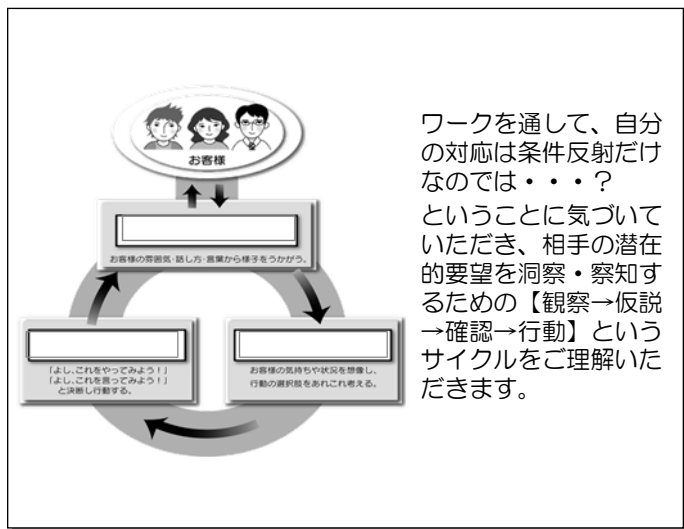 お客様
お客様の雰囲気・話し方・言葉から様子をうかがう。
「よし、これをやってみよう！」
「よし、これを言ってみよう！」
と決断し行動する。
お客様の気持ちや状況を想像し、
行動の選択肢をあれこれ考える。
ワークを通して、自分
の対応は条件反射だけ
なのでは・・・？
ということに気づいて
いただき、相手の潜在
的要望を洞察・察知す
るための【観察→仮説
→確認→行動】という
サイクルをご理解いた
だきます。